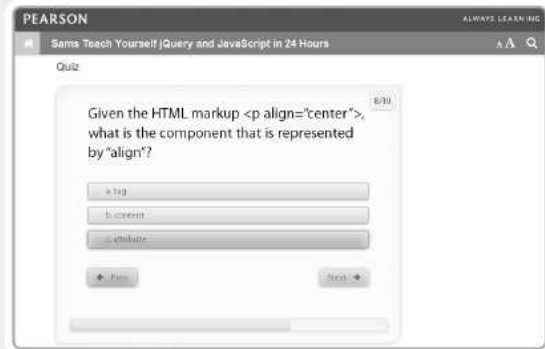 PEARSON
ALWAYS LEARNING
Sams Teach Yourself jQuery and JavaScript in 24 Hours
A A
Quiz
8/10
Given the HTML markup <p align="center">,
what is the component that is represented
by "align"?
a. tag
b. content
c. attribute
Prev
Next